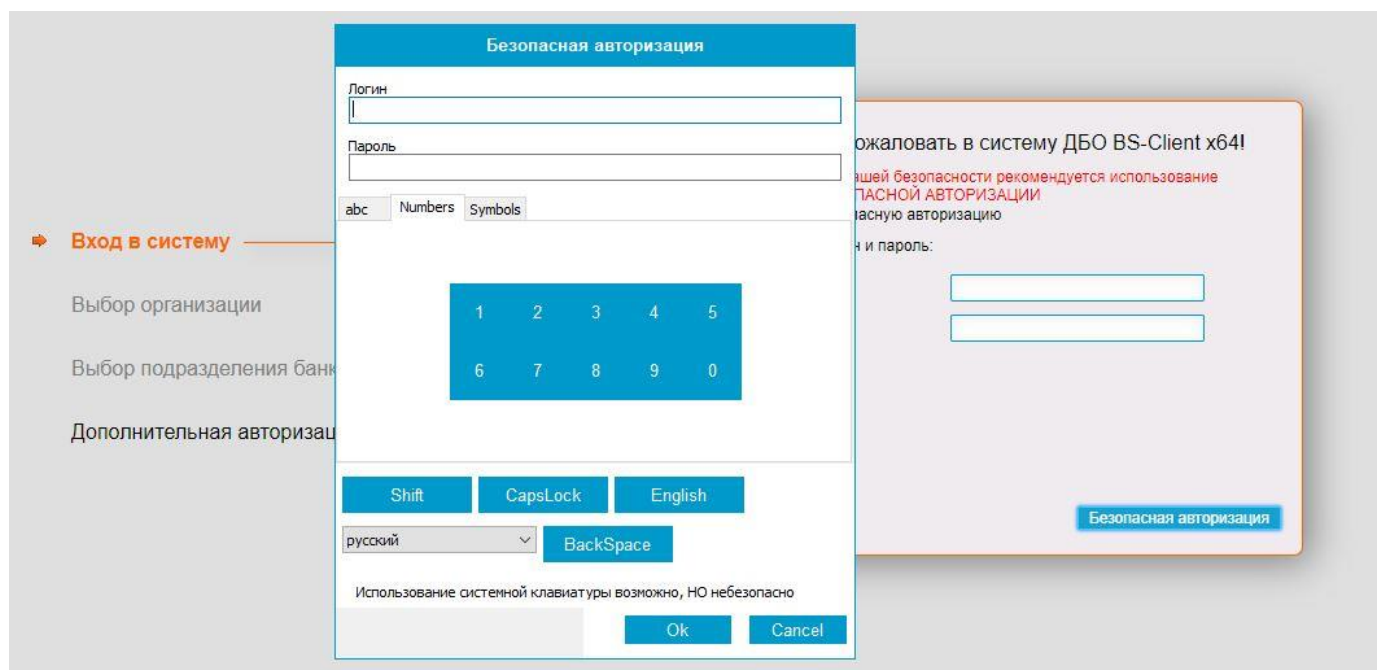 Безопасная авторизация
Логин
Пароль
abc Numbers Symbols
1 2 3 4 5
6 7 8 9 0
Shift CapsLock English
русский BackSpace
Использование системной клавиатуры возможно, НО небезопасно
Ok Cancel
Вход в систему
Выбор организации
Выбор подразделения банк
Дополнительная авторизац
ожаловать в систему ДБО BS-Client x64!
ашей безопасности рекомендуется использование
ПАСНОЙ АВТОРИЗАЦИИ
асную авторизацию
н и пароль:
Безопасная авторизация